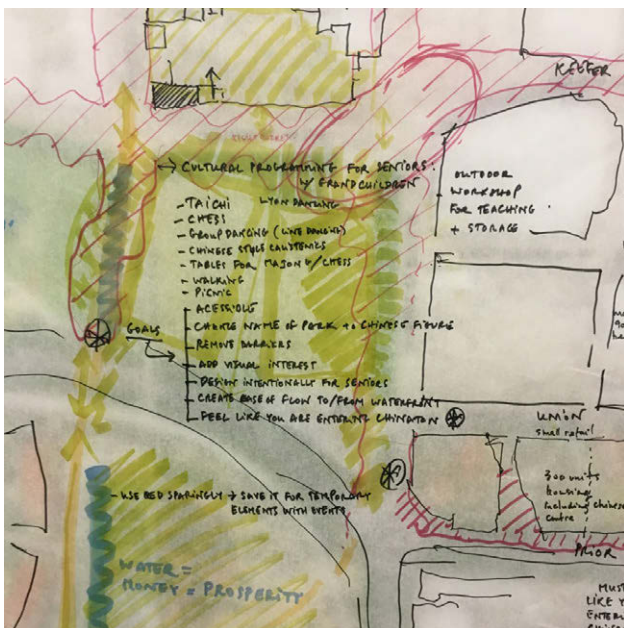 KEEFER
→ CULTURAL PROGRAMMING FOR SENIORS
w/ GRANDCHILDREN
- TAICHI
LYON DANCING
- CHESS
- GROUP DANCING (LINE DANCING)
- CHINESE STYLE CALISTENICS
- TABLES FOR MAJONG/CHESS
- WALKING
- PICNIC
- ACESSIBLE
- CHANGE NAME OF PARK TO CHINESE FIGURE
- REMOVE BARRIERS
GOALS
- ADD VISUAL INTEREST
- DESIGN INTENTIONALLY FOR SENIORS
- CREATE EASE OF FLOW TO/FROM WATERFRONT
- FEEL LIKE YOU ARE ENTERING CHINATOWN
OUTDOOR
WORKSHOP
FOR TEACHING
+ STORAGE
UNION
small retail
300 units
housing
including chinese
centre
PRIOR
- USE RED SPARINGLY → SAVE IT FOR TEMPORARY
ELEMENTS WITH EVENTS
WATER =
MONEY = PROSPERITY
MUST
LIKE Y
ENTER